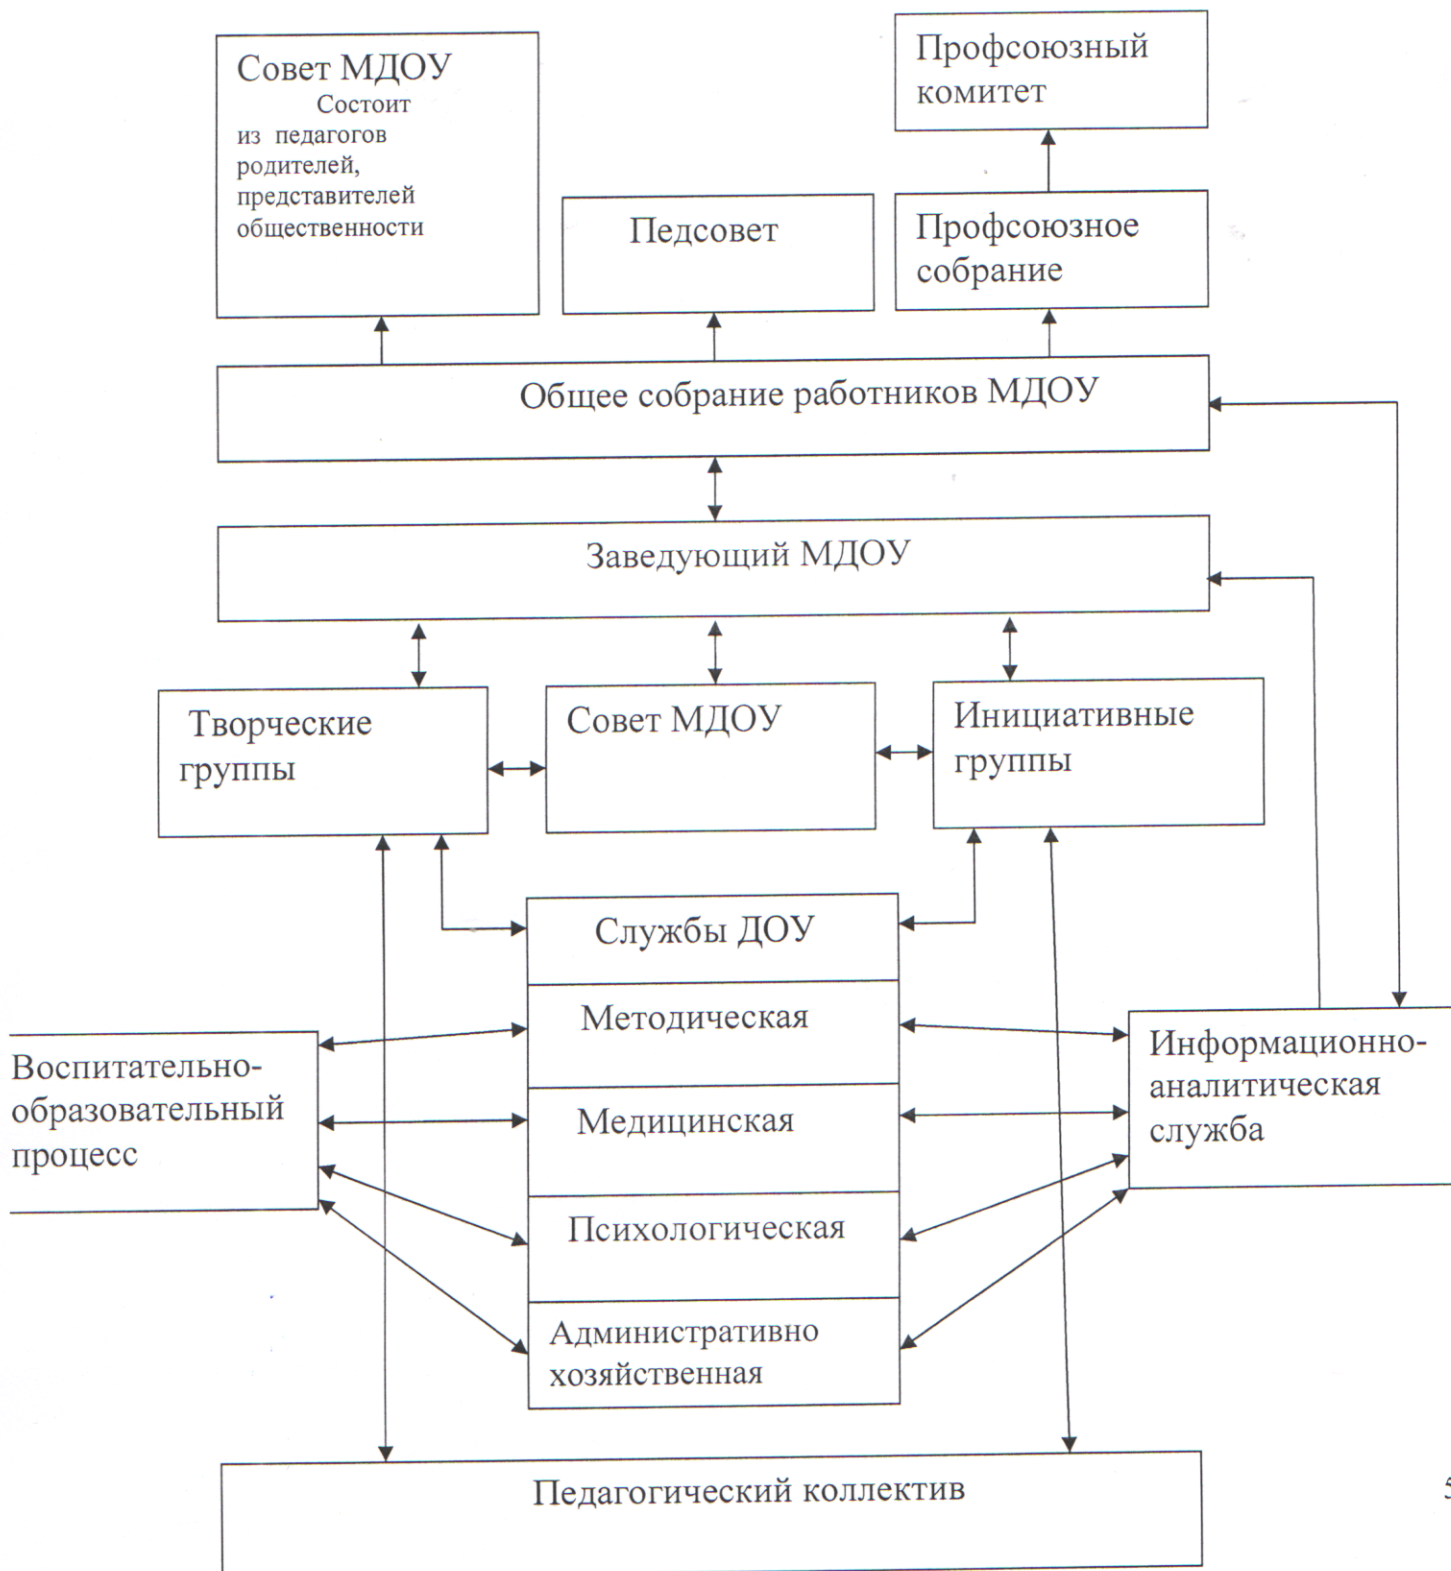 Совет МДОУ
Состоит
из педагогов
родителей,
представителей
общественности
Педсовет
Профсоюзный
комитет
Профсоюзное
собрание
Общее собрание работников МДОУ
Заведующий МДОУ
Творческие
группы
Совет МДОУ
Инициативные
группы
Службы ДОУ
Методическая
Медицинская
Психологическая
Административно
хозяйственная
Воспитательно-
образовательный
процесс
Информационно-
аналитическая
служба
Педагогический коллектив
5